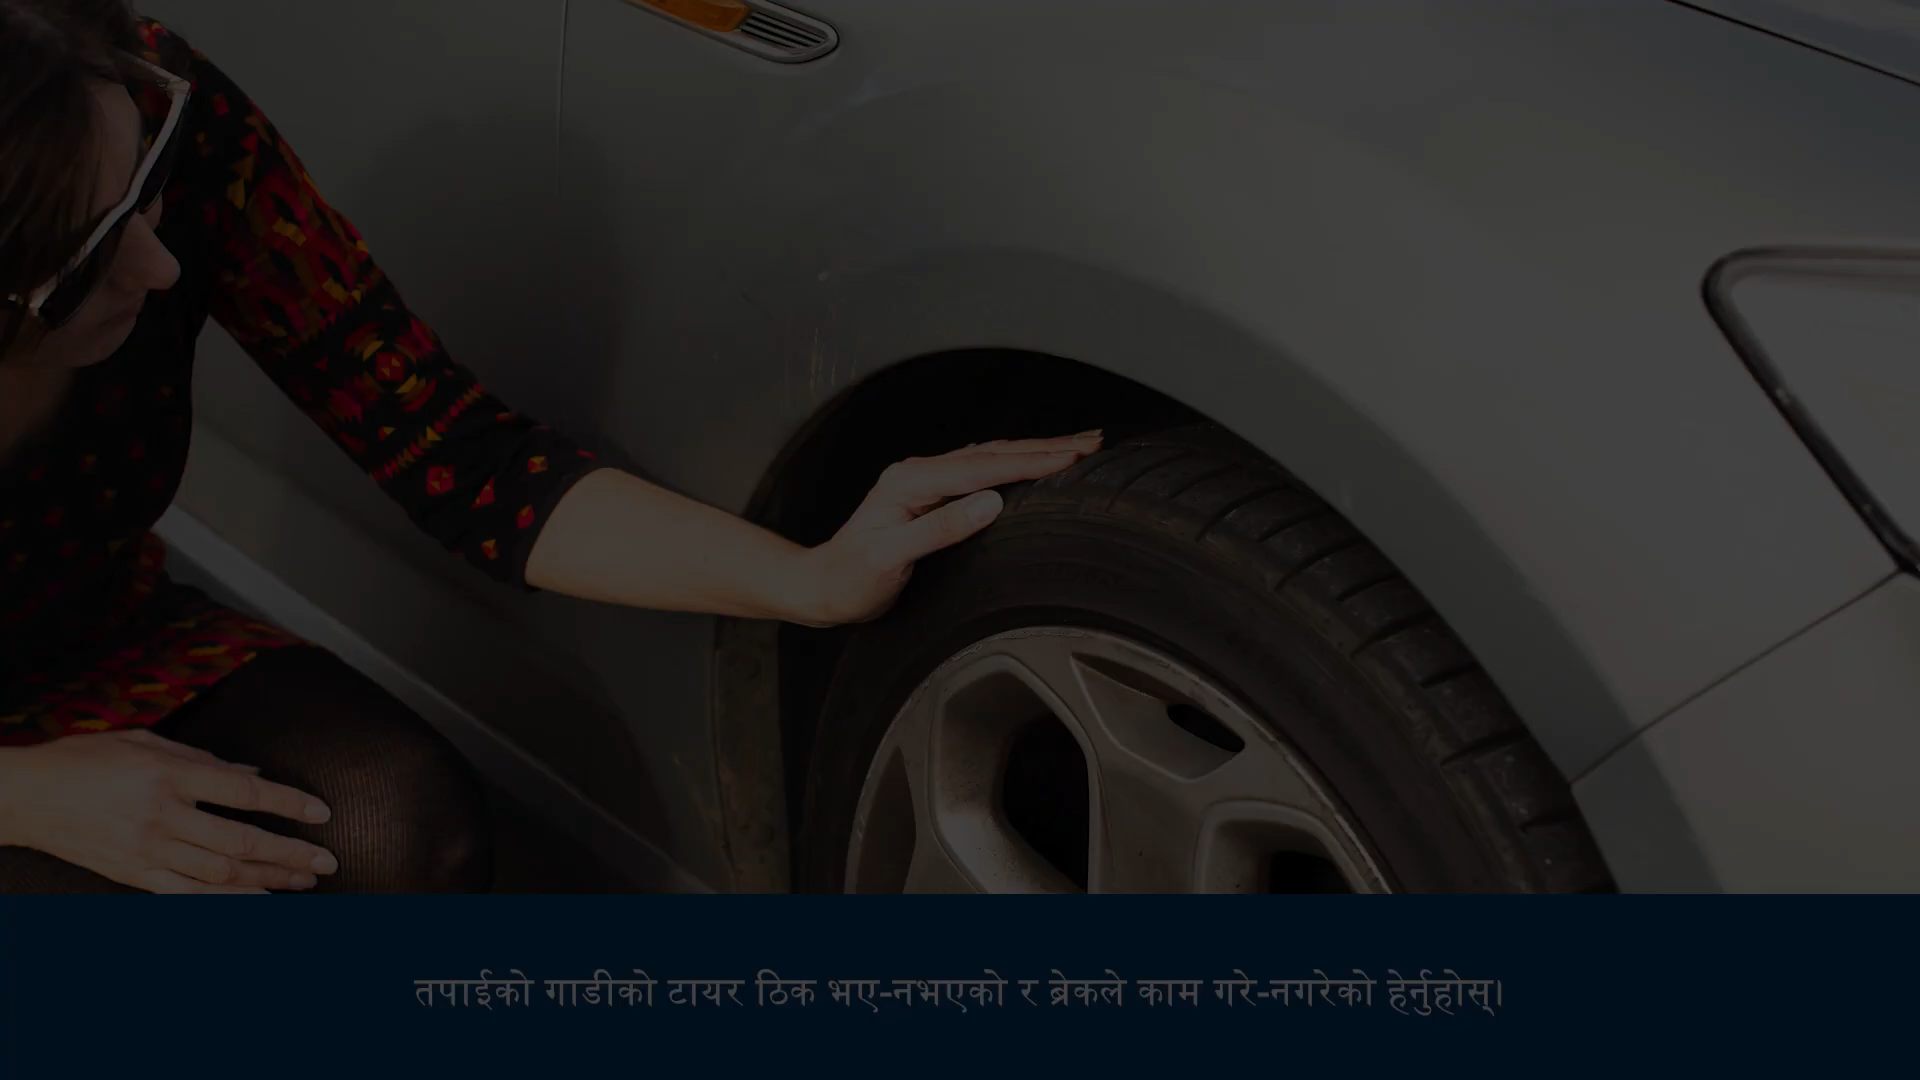 तपाईको गाडीको टायर ठिक भए-नभएको र ब्रेकले काम गरे-नगरेको हेर्नुहोस्।